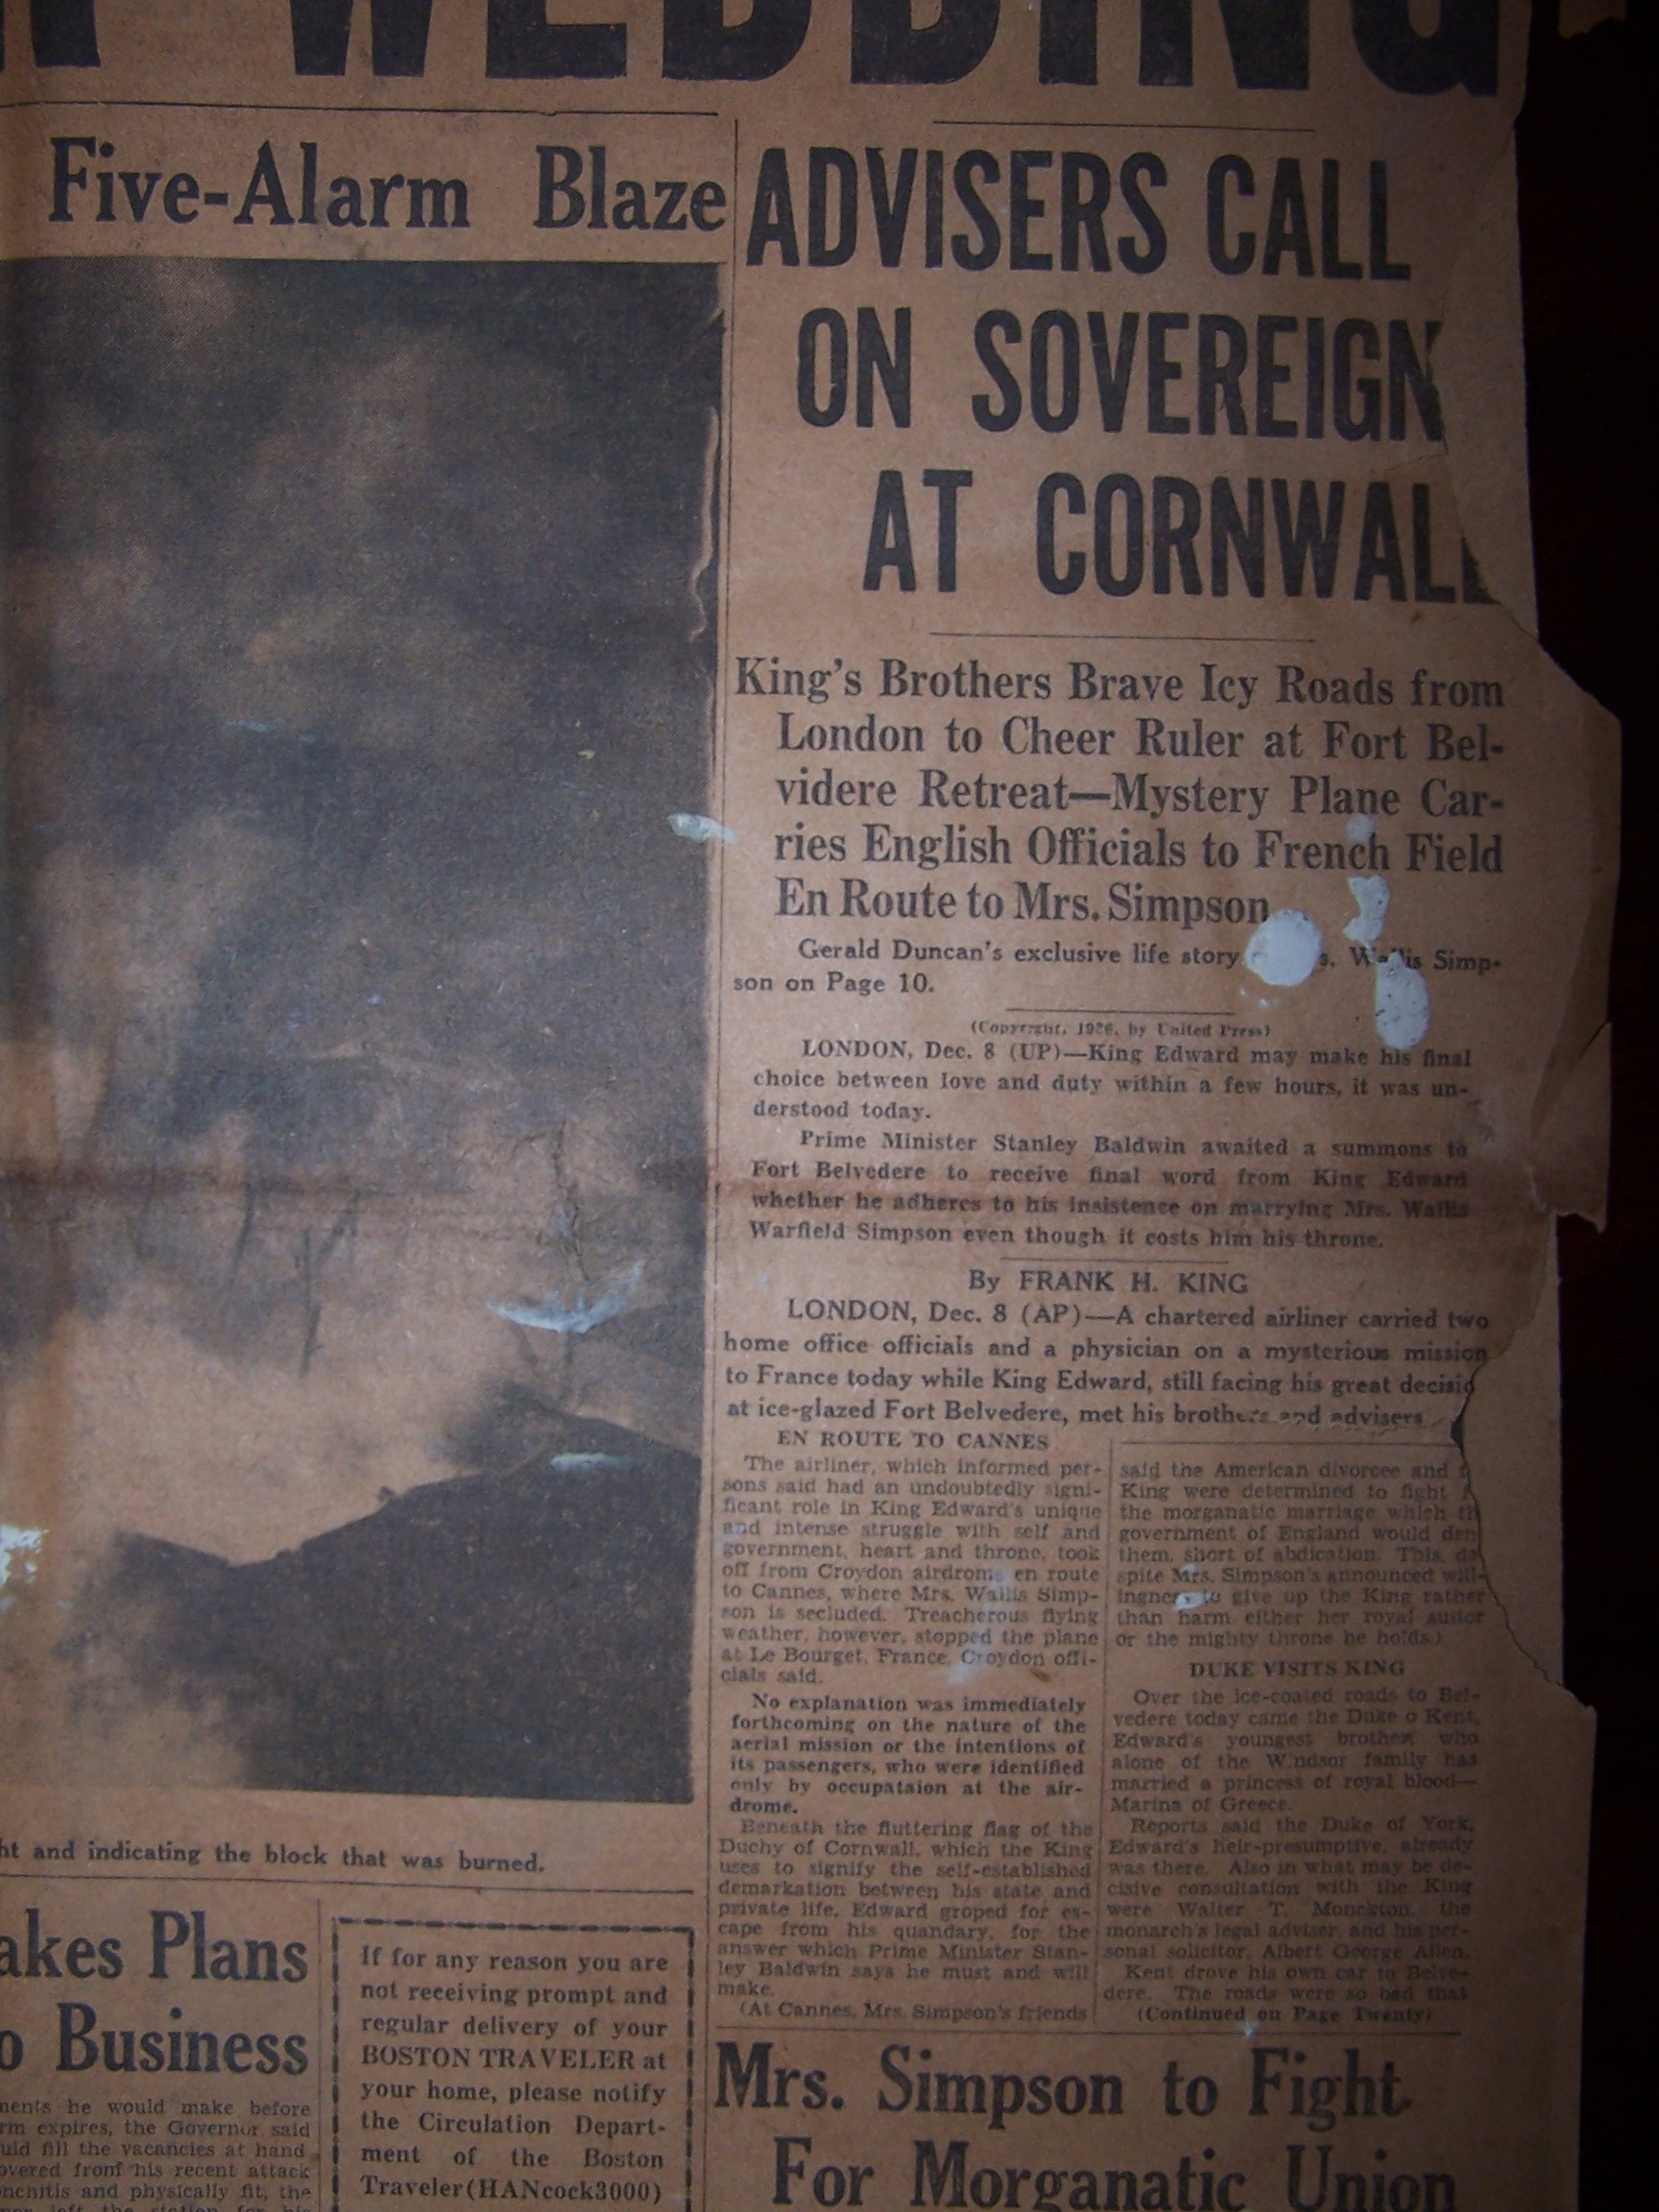 WEDDING
Five-Alarm Blaze
ht and indicating the block that was burned.
akes Plans
o Business
ments he would make before
rm expires, the Governor said
uld fill the vacancies at hand
overed from his recent attack
nchitis and physically fit, the
If for any reason you are
not receiving prompt and
regular delivery of your
BOSTON TRAVELER at
your home, please notify
the Circulation Depart-
ment of the Boston
Traveler (HANcock3000)
ADVISERS CALL
ON SOVEREIGN
AT CORNWALL
King's Brothers Brave Icy Roads from
London to Cheer Ruler at Fort Bel-
videre Retreat—Mystery Plane Car-
ries English Officials to French Field
En Route to Mrs. Simpson
Gerald Duncan's exclusive life story s. Wallis Simp-
son on Page 10.
(Copyright, 1936, by United Press)
LONDON, Dec. 8 (UP)—King Edward may make his final
choice between love and duty within a few hours, it was un-
derstood today.
Prime Minister Stanley Baldwin awaited a summons to
Fort Belvedere to receive final word from King Edward
whether he adheres to his insistence on marrying Mrs. Wallis
Warfield Simpson even though it costs him his throne.
By FRANK H. KING
LONDON, Dec. 8 (AP)—A chartered airliner carried two
home office officials and a physician on a mysterious mission
to France today while King Edward, still facing his great decisio
at ice-glazed Fort Belvedere, met his brothers and advisers
EN ROUTE TO CANNES
The airliner, which informed per-
sons said had an undoubtedly signi-
ficant role in King Edward's unique
and intense struggle with self and
government, heart and throne, took
off from Croydon airdrome en route
to Cannes, where Mrs. Wallis Simp-
son is secluded. Treacherous flying
weather, however, stopped the plane
at Le Bourget, France, Croydon offi-
cials said.
No explanation was immediately
forthcoming on the nature of the
aerial mission or the intentions of
its passengers, who were identified
only by occupataion at the air-
drome.
Beneath the fluttering flag of the
Duchy of Cornwall, which the King
uses to signify the self-established
demarkation between his state and
private life, Edward groped for es-
cape from his quandary, for the
answer which Prime Minister Stan-
ley Baldwin says he must and will
make.
(At Cannes, Mrs. Simpson's friends
said the American divorcee and
King were determined to fight
the morganatic marriage which th
government of England would den
them, short of abdication. This, de
spite Mrs. Simpson's announced will-
ingness to give up the King rather
than harm either her royal suitor
or the mighty throne he holds.)
DUKE VISITS KING
Over the ice-coated roads to Bel-
vedere today came the Duke o Kent,
Edward's youngest brother who
alone of the Windsor family has
married a princess of royal blood—
Marina of Greece.
Reports said the Duke of York,
Edward's heir-presumptive, already
was there. Also in what may be de-
cisive consultation with the King
were Walter T. Monckton, the
monarch's legal adviser, and his per-
sonal solicitor, Albert George Allen.
Kent drove his own car to Belve-
dere. The roads were so bad that
(Continued on Page Twenty)
Mrs. Simpson to Fight
For Morganatic Union